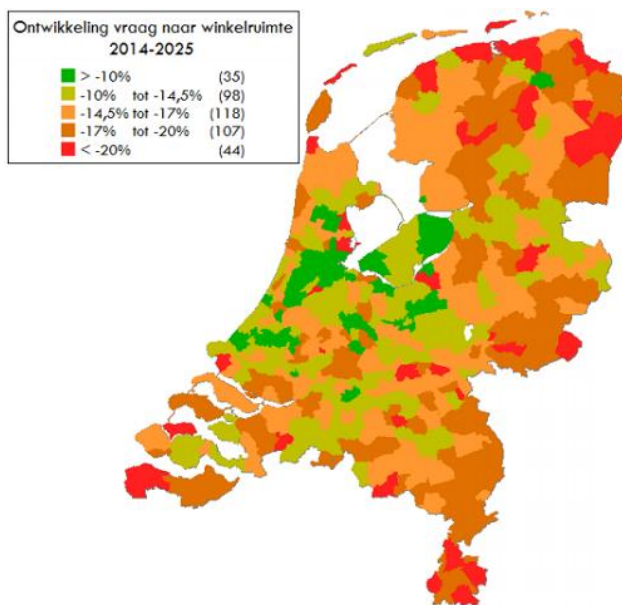 Ontwikkeling vraag naar winkelruimte
2014-2025
> -10% (35)
-10% tot -14,5% (98)
-14,5% tot -17% (118)
-17% tot -20% (107)
< -20% (44)